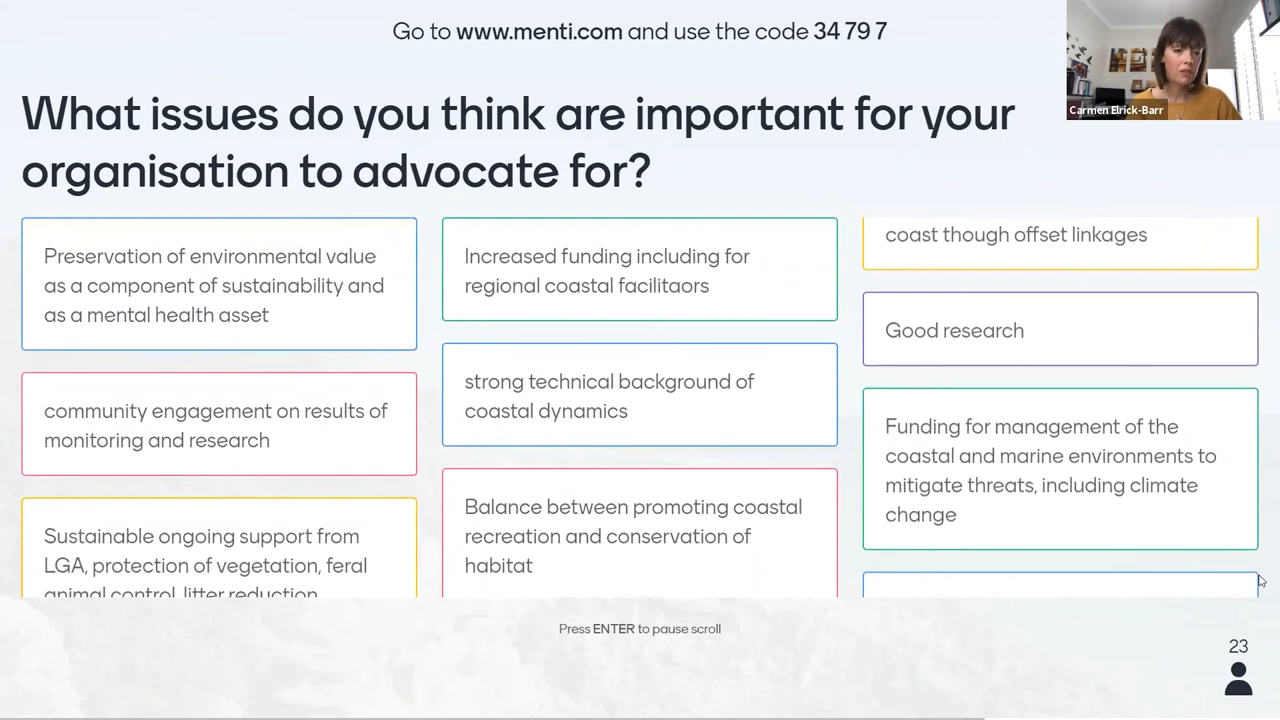 Go to www.menti.com and use the code 34 79 7
Carmen Elrick-Barr
What issues do you think are important for your
organisation to advocate for?
Preservation of environmental value
as a component of sustainability and
as a mental health asset
community engagement on results of
monitoring and research
Sustainable ongoing support from
LGA, protection of vegetation, feral
animal control, litter reduction
Increased funding including for
regional coastal facilitaors
strong technical background of
coastal dynamics
Balance between promoting coastal
recreation and conservation of
habitat
coast though offset linkages
Good research
Funding for management of the
coastal and marine environments to
mitigate threats, including climate
change
Press ENTER to pause scroll
23